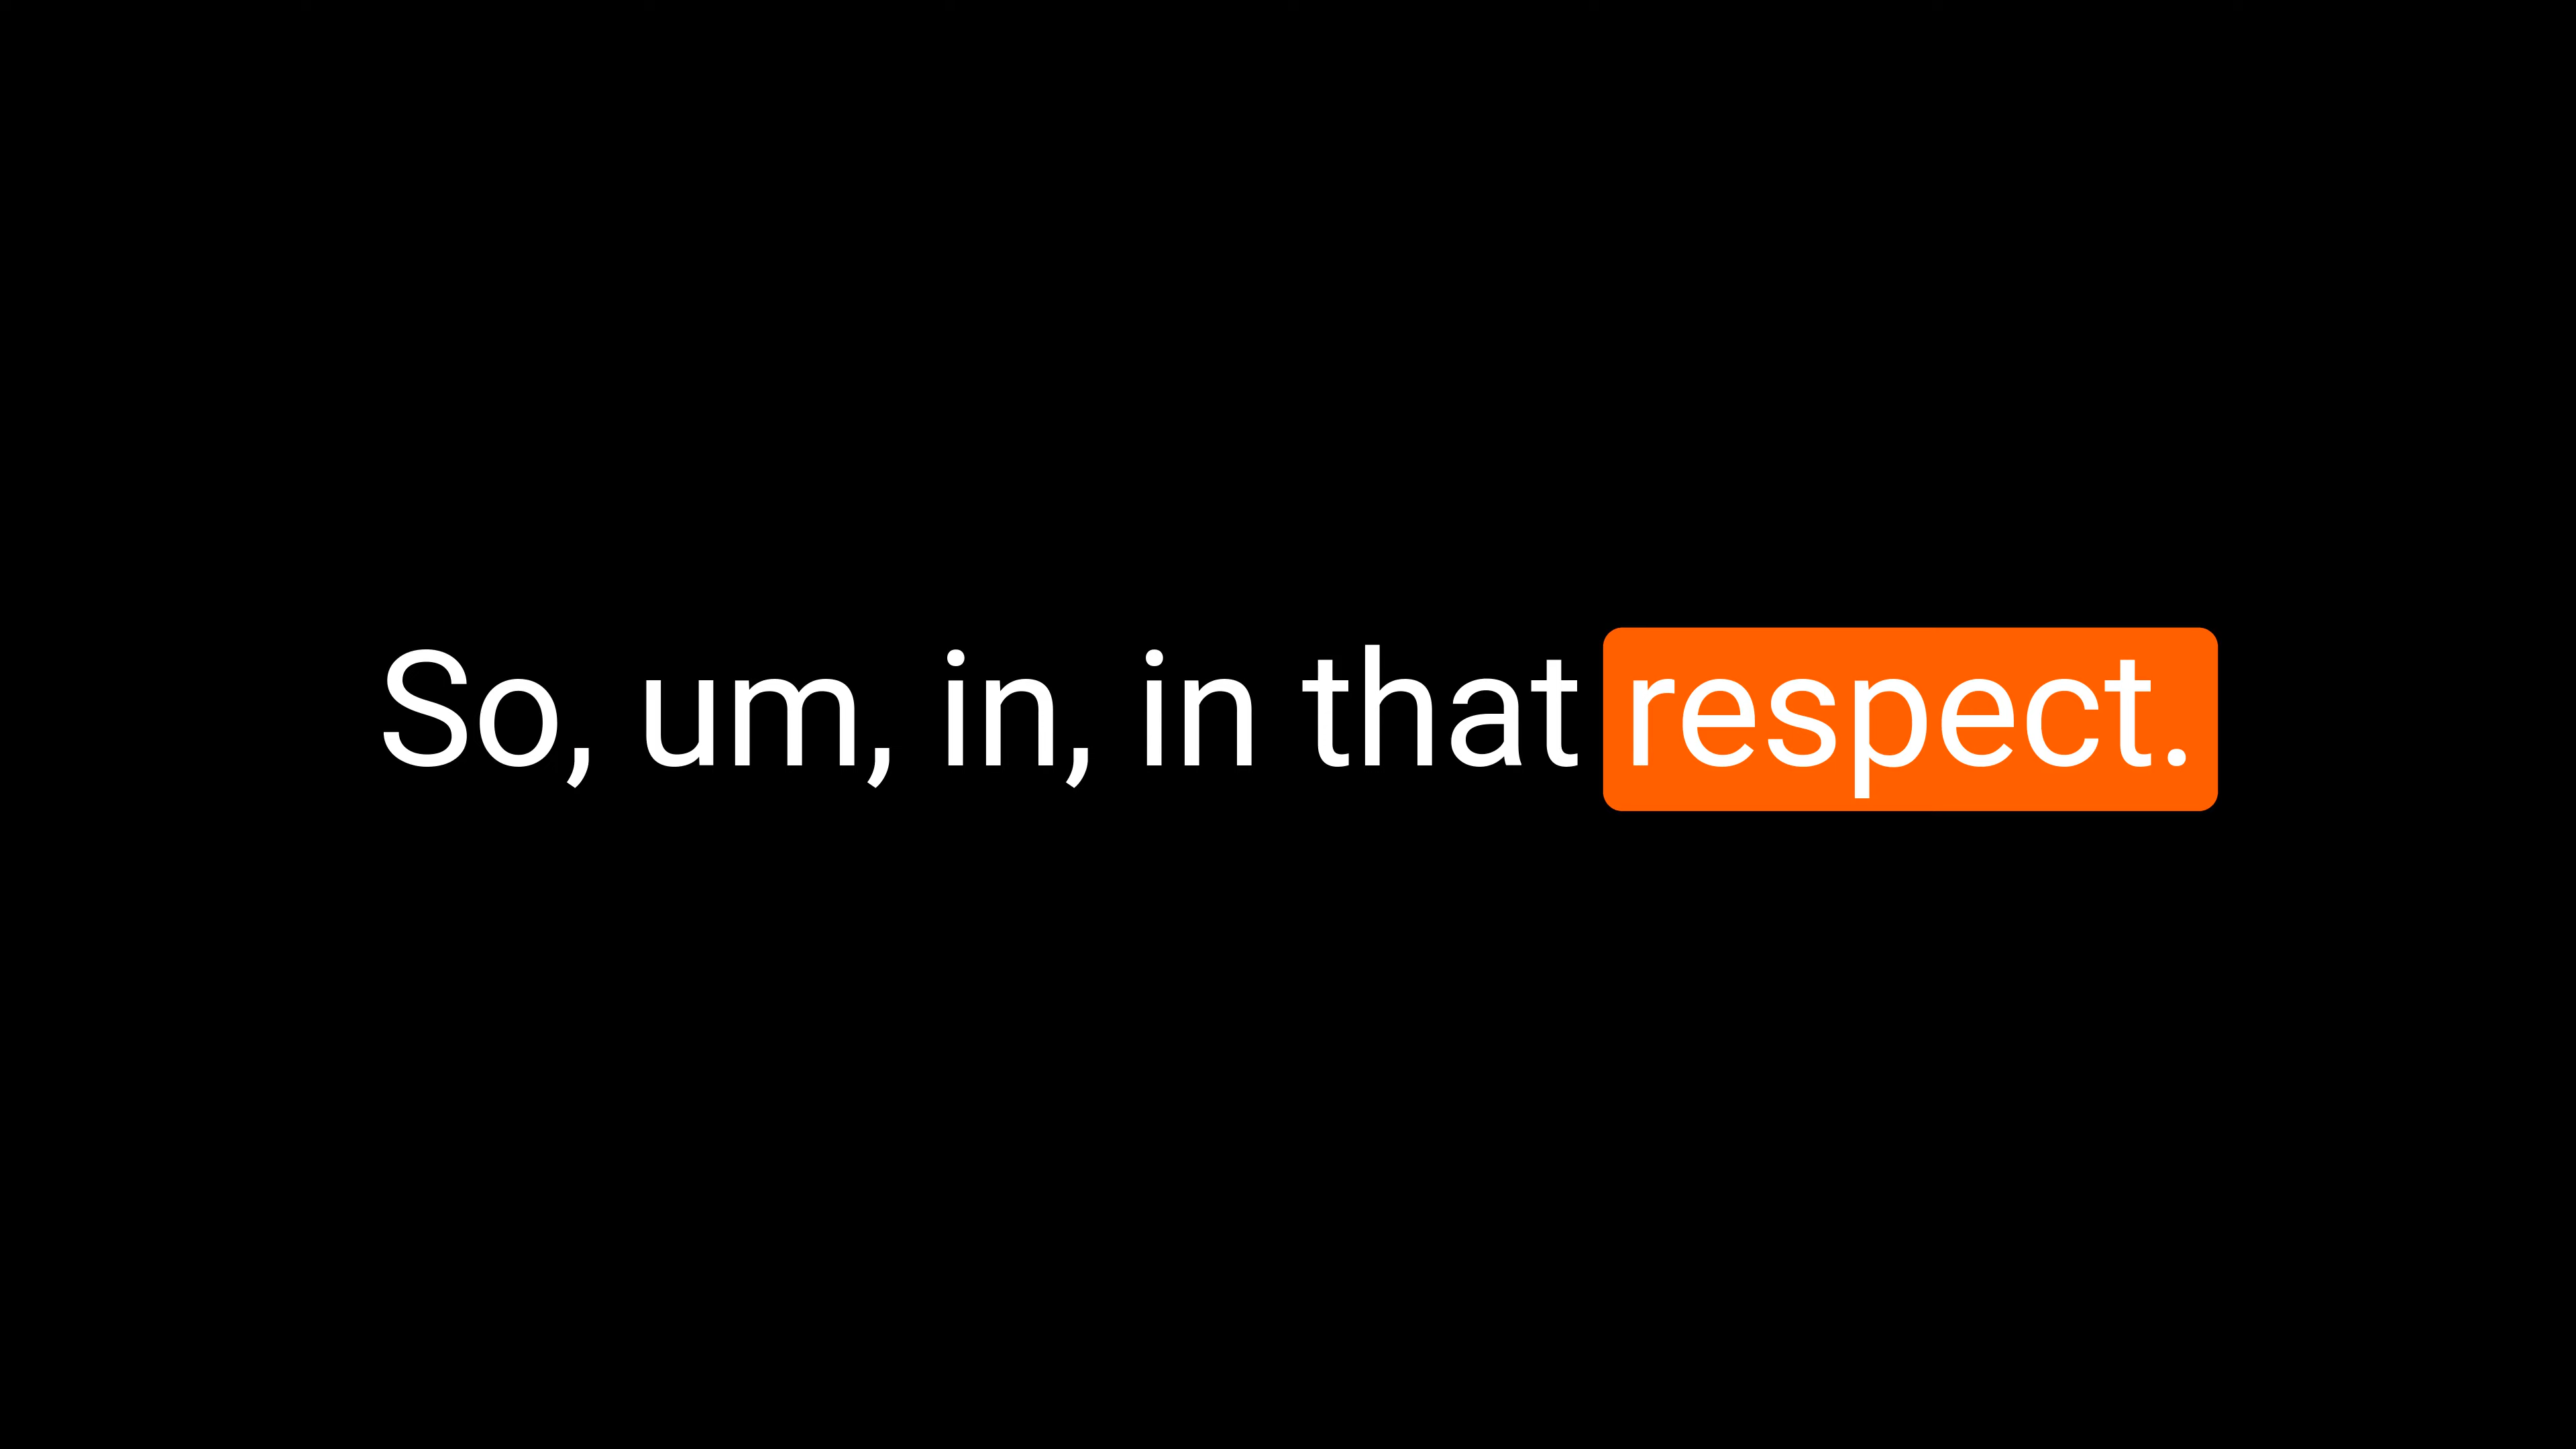 So, um, in, in that respect.